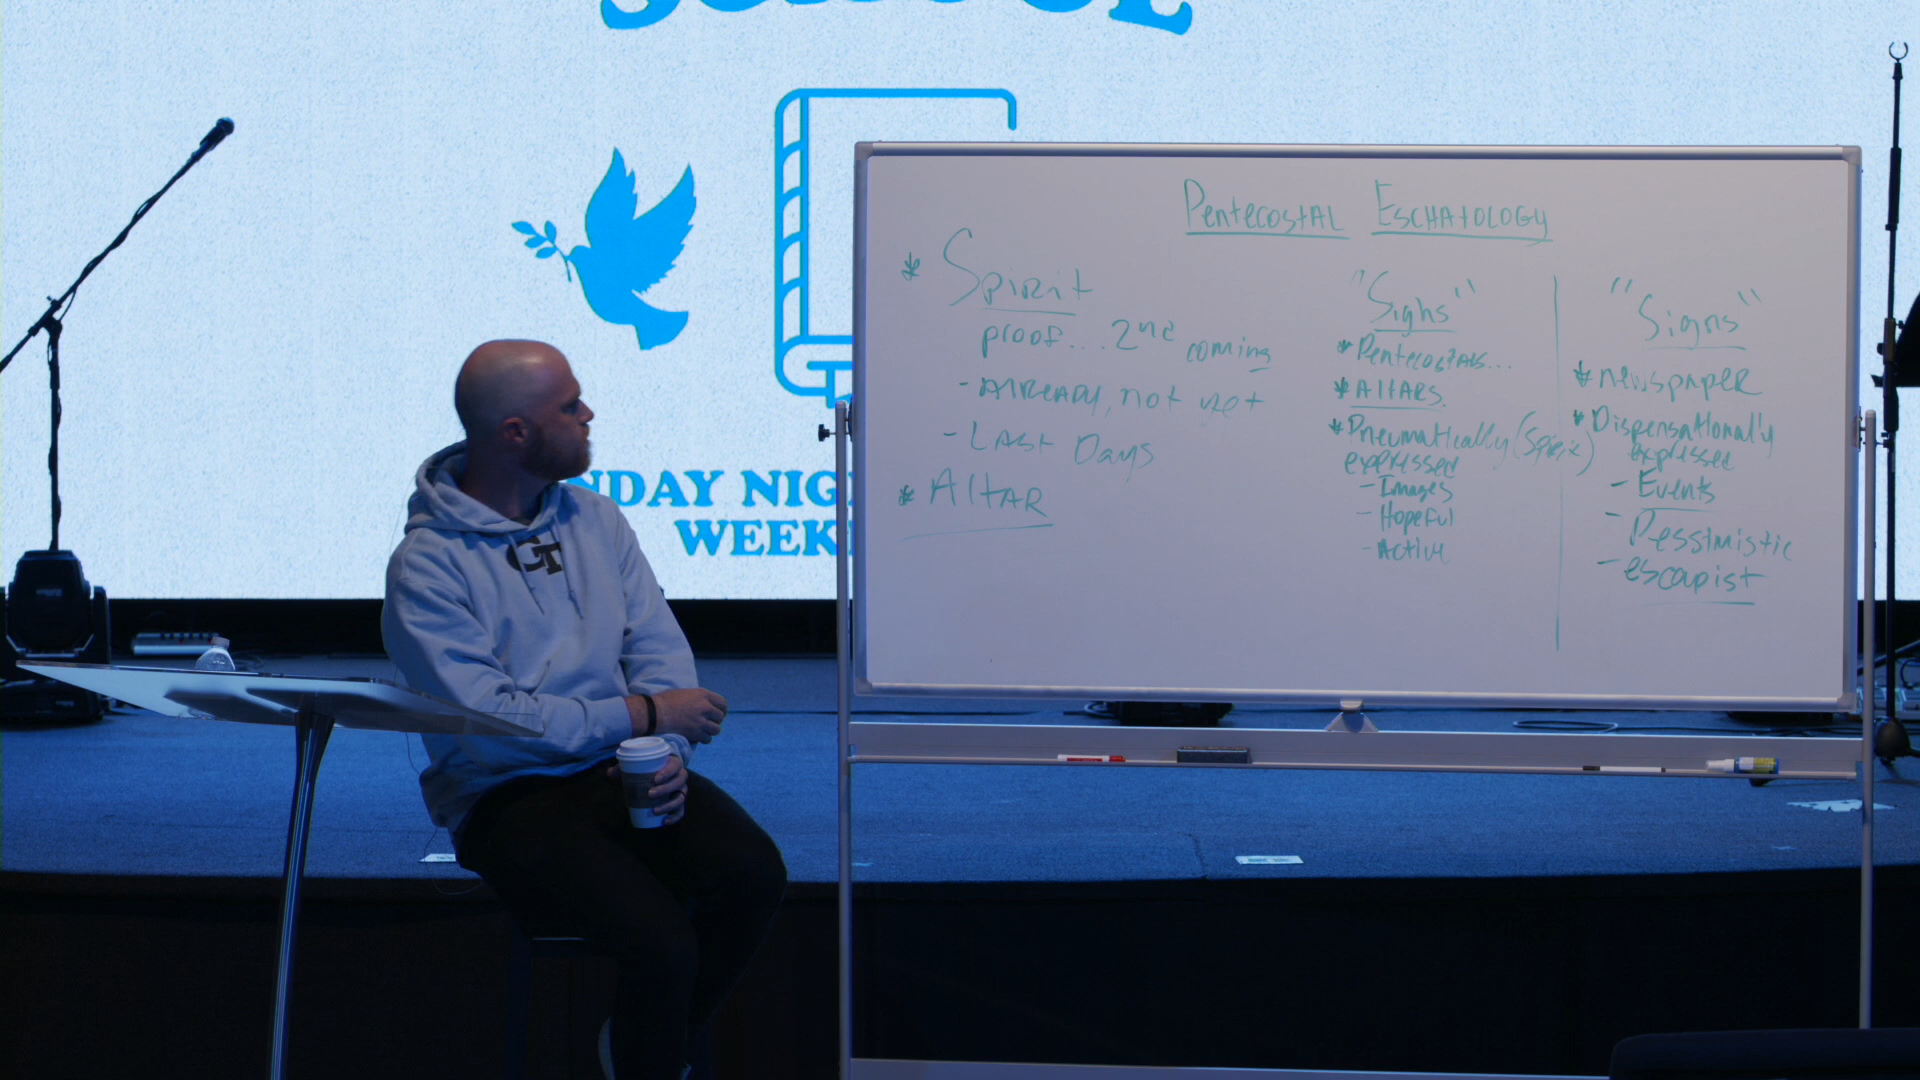 SCHOOL
NDAY NIG
WEEK
GT
Pentecostal Eschatology
* Spirit
proof... 2nd coming
- Already, not yet
- Last Days
* Altar
"Sighs"
* Pentecostals...
* Altars
* Pneumatically (Spirit)
expressed
- Images
- Hopeful
- Active
"Signs"
* newspaper
* Dispensationally
expressed
- Events
- Pessimistic
- escapist